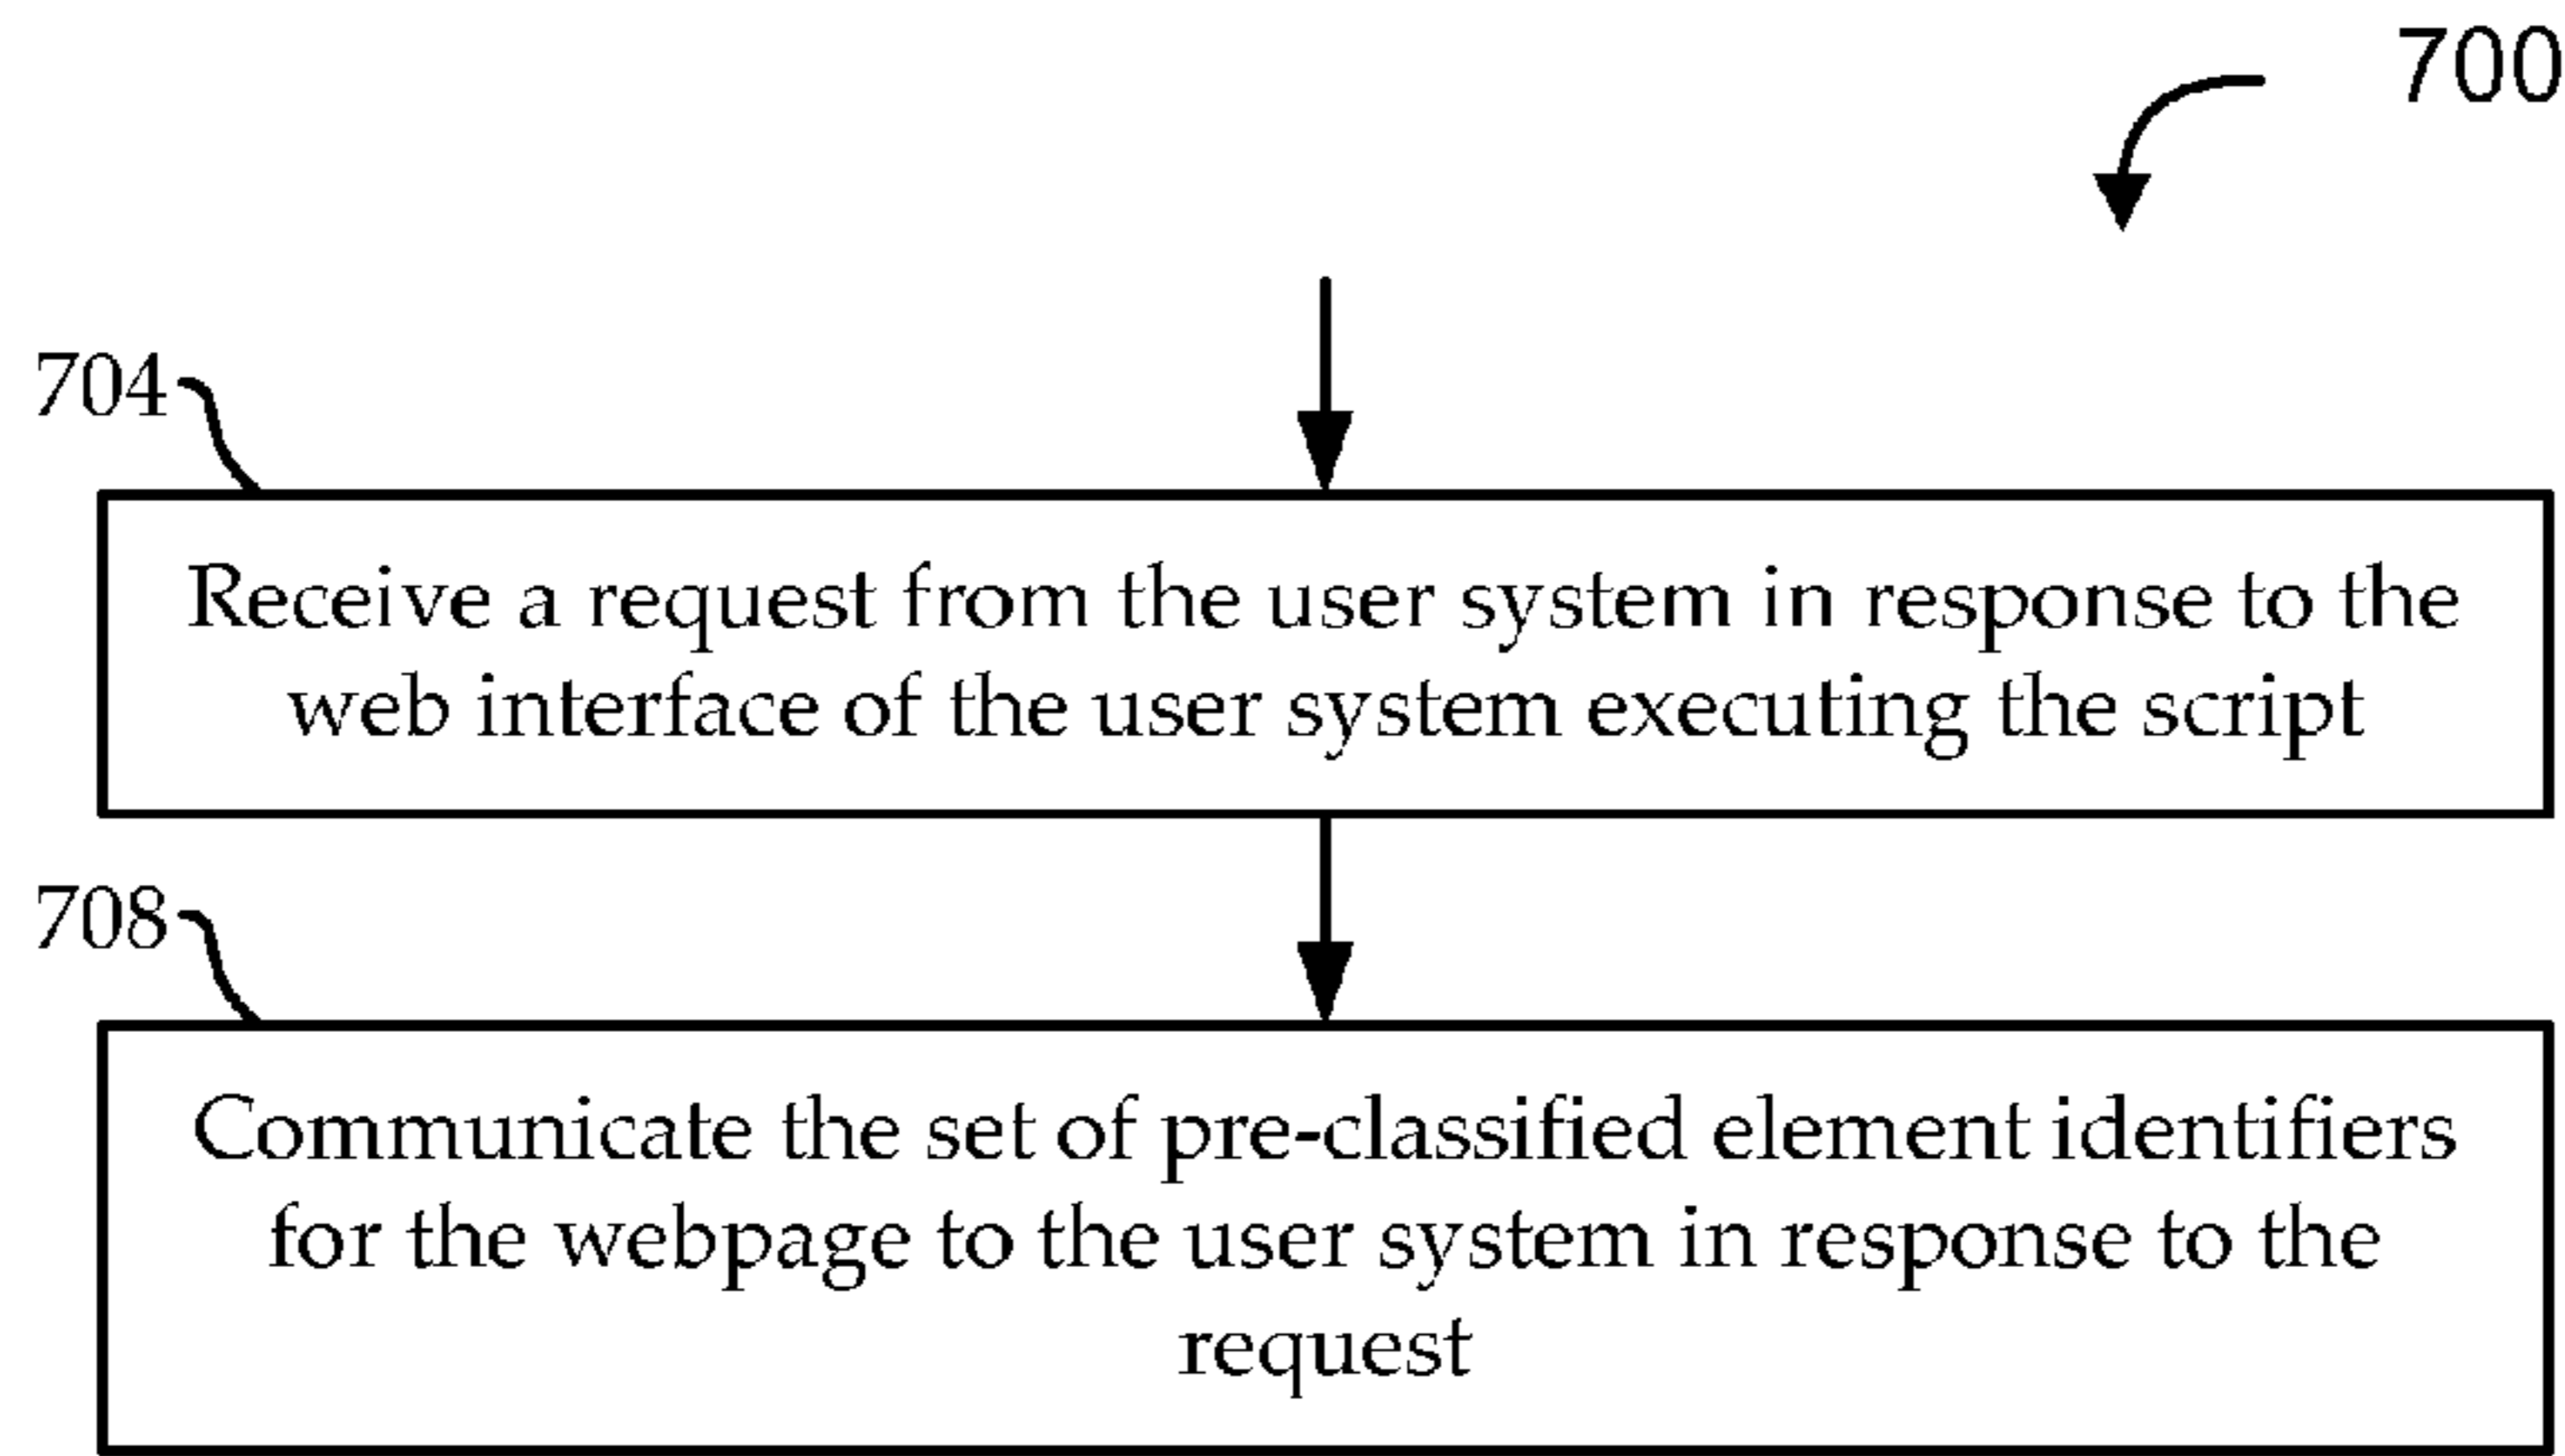 700
704
Receive a request from the user system in response to the
web interface of the user system executing the script
708
Communicate the set of pre-classified element identifiers
for the webpage to the user system in response to the
request